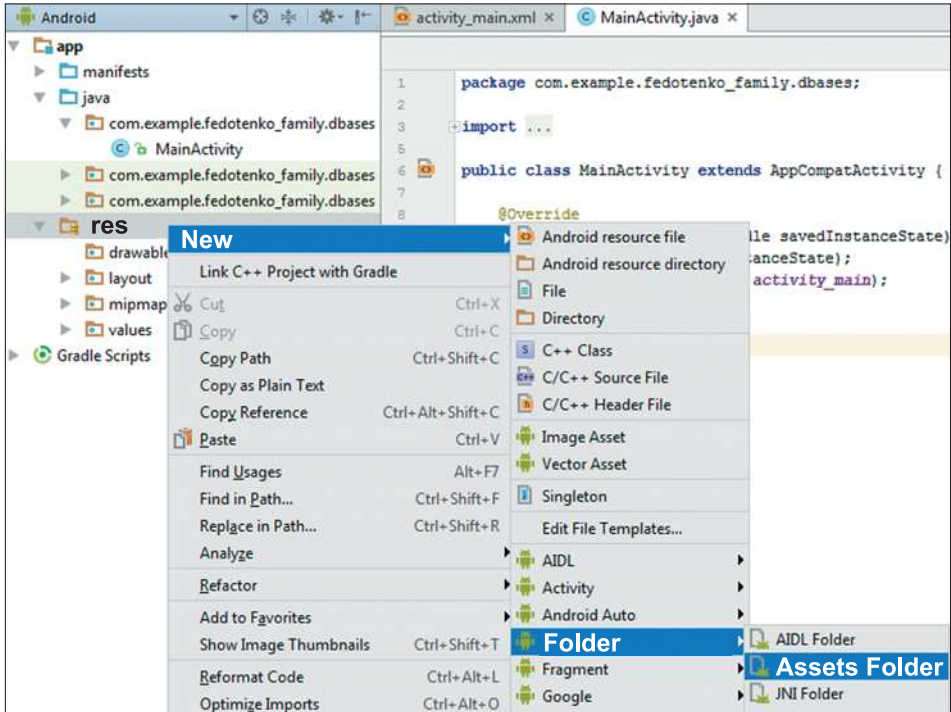 Android
activity_main.xml ×
MainActivity.java ×
app
manifests
java
com.example.fedotenko_family.dbases
MainActivity
com.example.fedotenko_family.dbases
com.example.fedotenko_family.dbases
res
drawable
layout
mipmap
values
Gradle Scripts
1 package com.example.fedotenko_family.dbases;
2
3 import ...
5
6 public class MainActivity extends AppCompatActivity {
7
8 @Override
ile savedInstanceState)
tanceState);
activity_main);
New
Link C++ Project with Gradle
Cut Ctrl+X
Copy Ctrl+C
Copy Path Ctrl+Shift+C
Copy as Plain Text
Copy Reference Ctrl+Alt+Shift+C
Paste Ctrl+V
Find Usages Alt+F7
Find in Path... Ctrl+Shift+F
Replace in Path... Ctrl+Shift+R
Analyze
Refactor
Add to Favorites
Show Image Thumbnails Ctrl+Shift+T
Reformat Code Ctrl+Alt+L
Optimize Imports Ctrl+Alt+O
Android resource file
Android resource directory
File
Directory
C++ Class
C/C++ Source File
C/C++ Header File
Image Asset
Vector Asset
Singleton
Edit File Templates...
AIDL
Activity
Android Auto
Folder
Fragment
Google
AIDL Folder
Assets Folder
JNI Folder